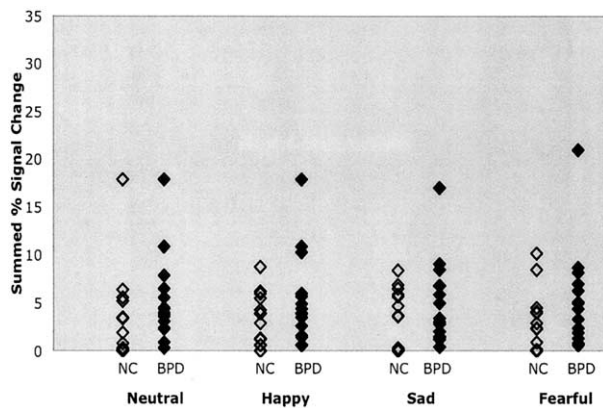 35
30
25
20
15
10
5
0
Summed % Signal Change
NC BPD NC BPD NC BPD NC BPD
Neutral Happy Sad Fearful